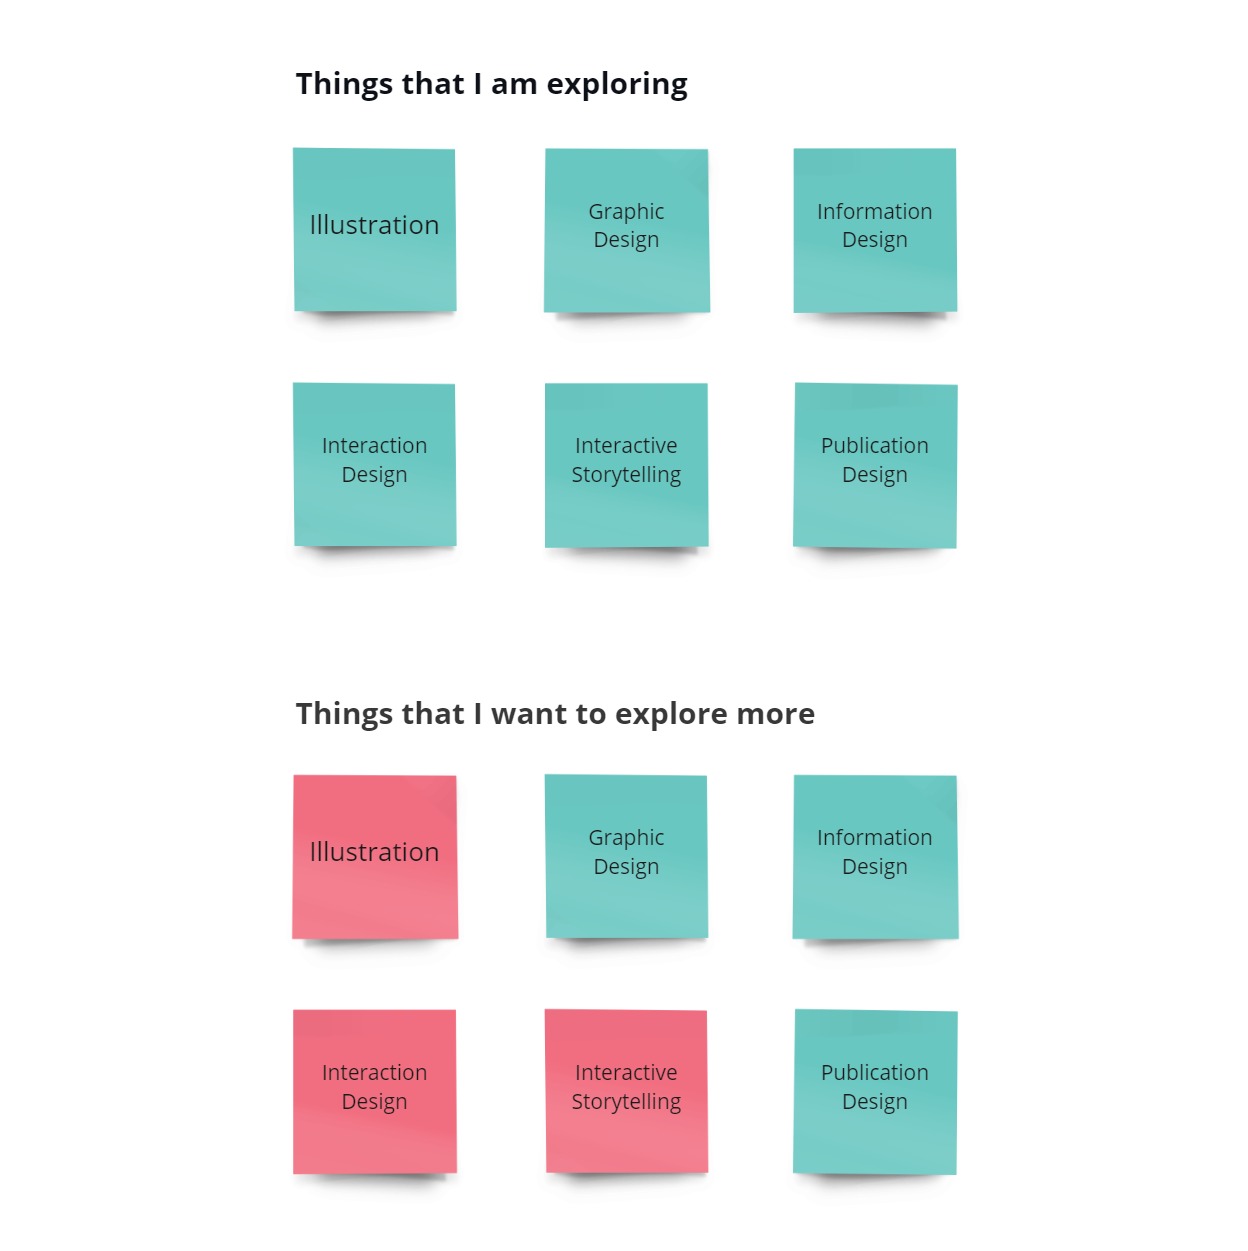 Things that I am exploring
Illustration
Graphic
Design
Information
Design
Interaction
Design
Interactive
Storytelling
Publication
Design
Things that I want to explore more
Illustration
Graphic
Design
Information
Design
Interaction
Design
Interactive
Storytelling
Publication
Design